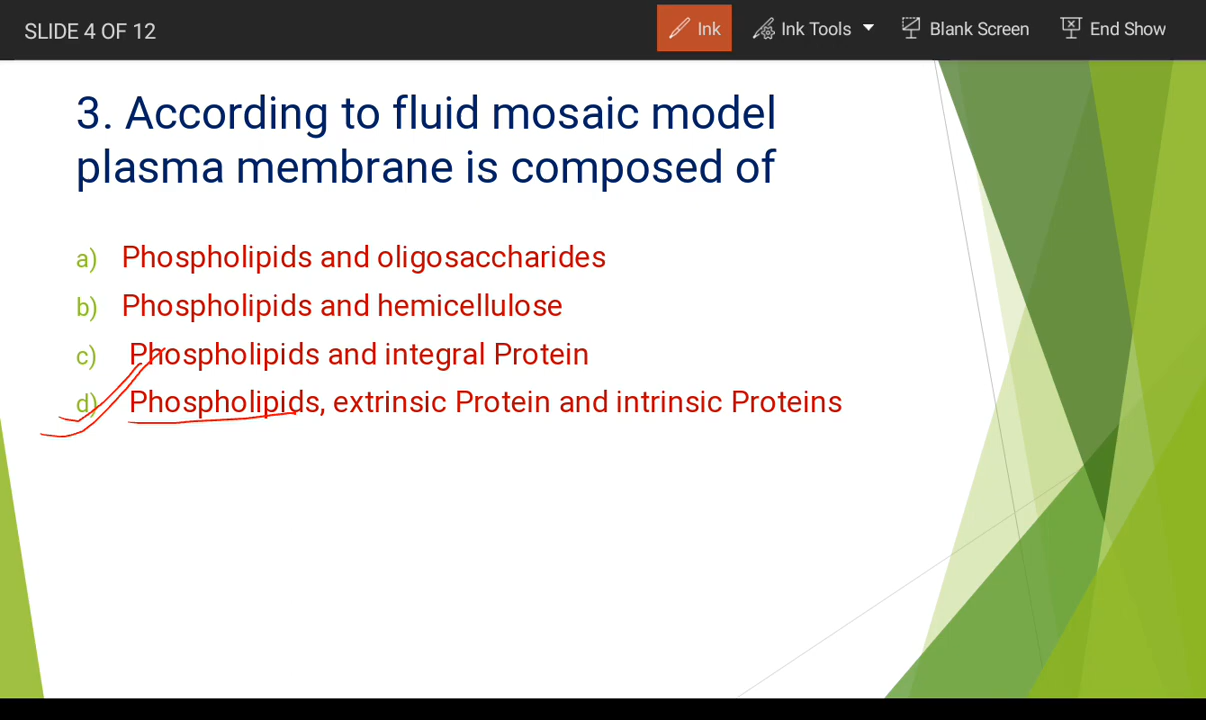 SLIDE 4 OF 12
Ink
Ink Tools
Blank Screen
End Show
3. According to fluid mosaic model
plasma membrane is composed of
a) Phospholipids and oligosaccharides
b) Phospholipids and hemicellulose
c) Phospholipids and integral Protein
d) Phospholipids, extrinsic Protein and intrinsic Proteins